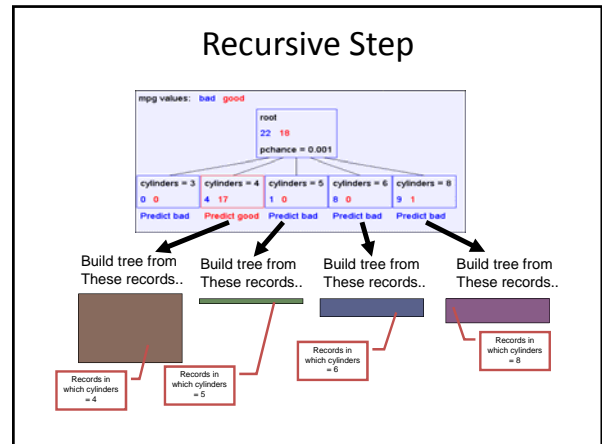 Recursive Step
mpg values: bad good
root
22 18
pchance = 0.001
cylinders = 3 cylinders = 4 cylinders = 5 cylinders = 6 cylinders = 8
0 0 4 17 1 0 8 0 9 1
Predict bad Predict good Predict bad Predict bad Predict bad
Build tree from
These records..
Build tree from
These records..
Build tree from
These records..
Build tree from
These records..
Records in
which cylinders
= 4
Records in
which cylinders
= 5
Records in
which cylinders
= 6
Records in
which cylinders
= 8